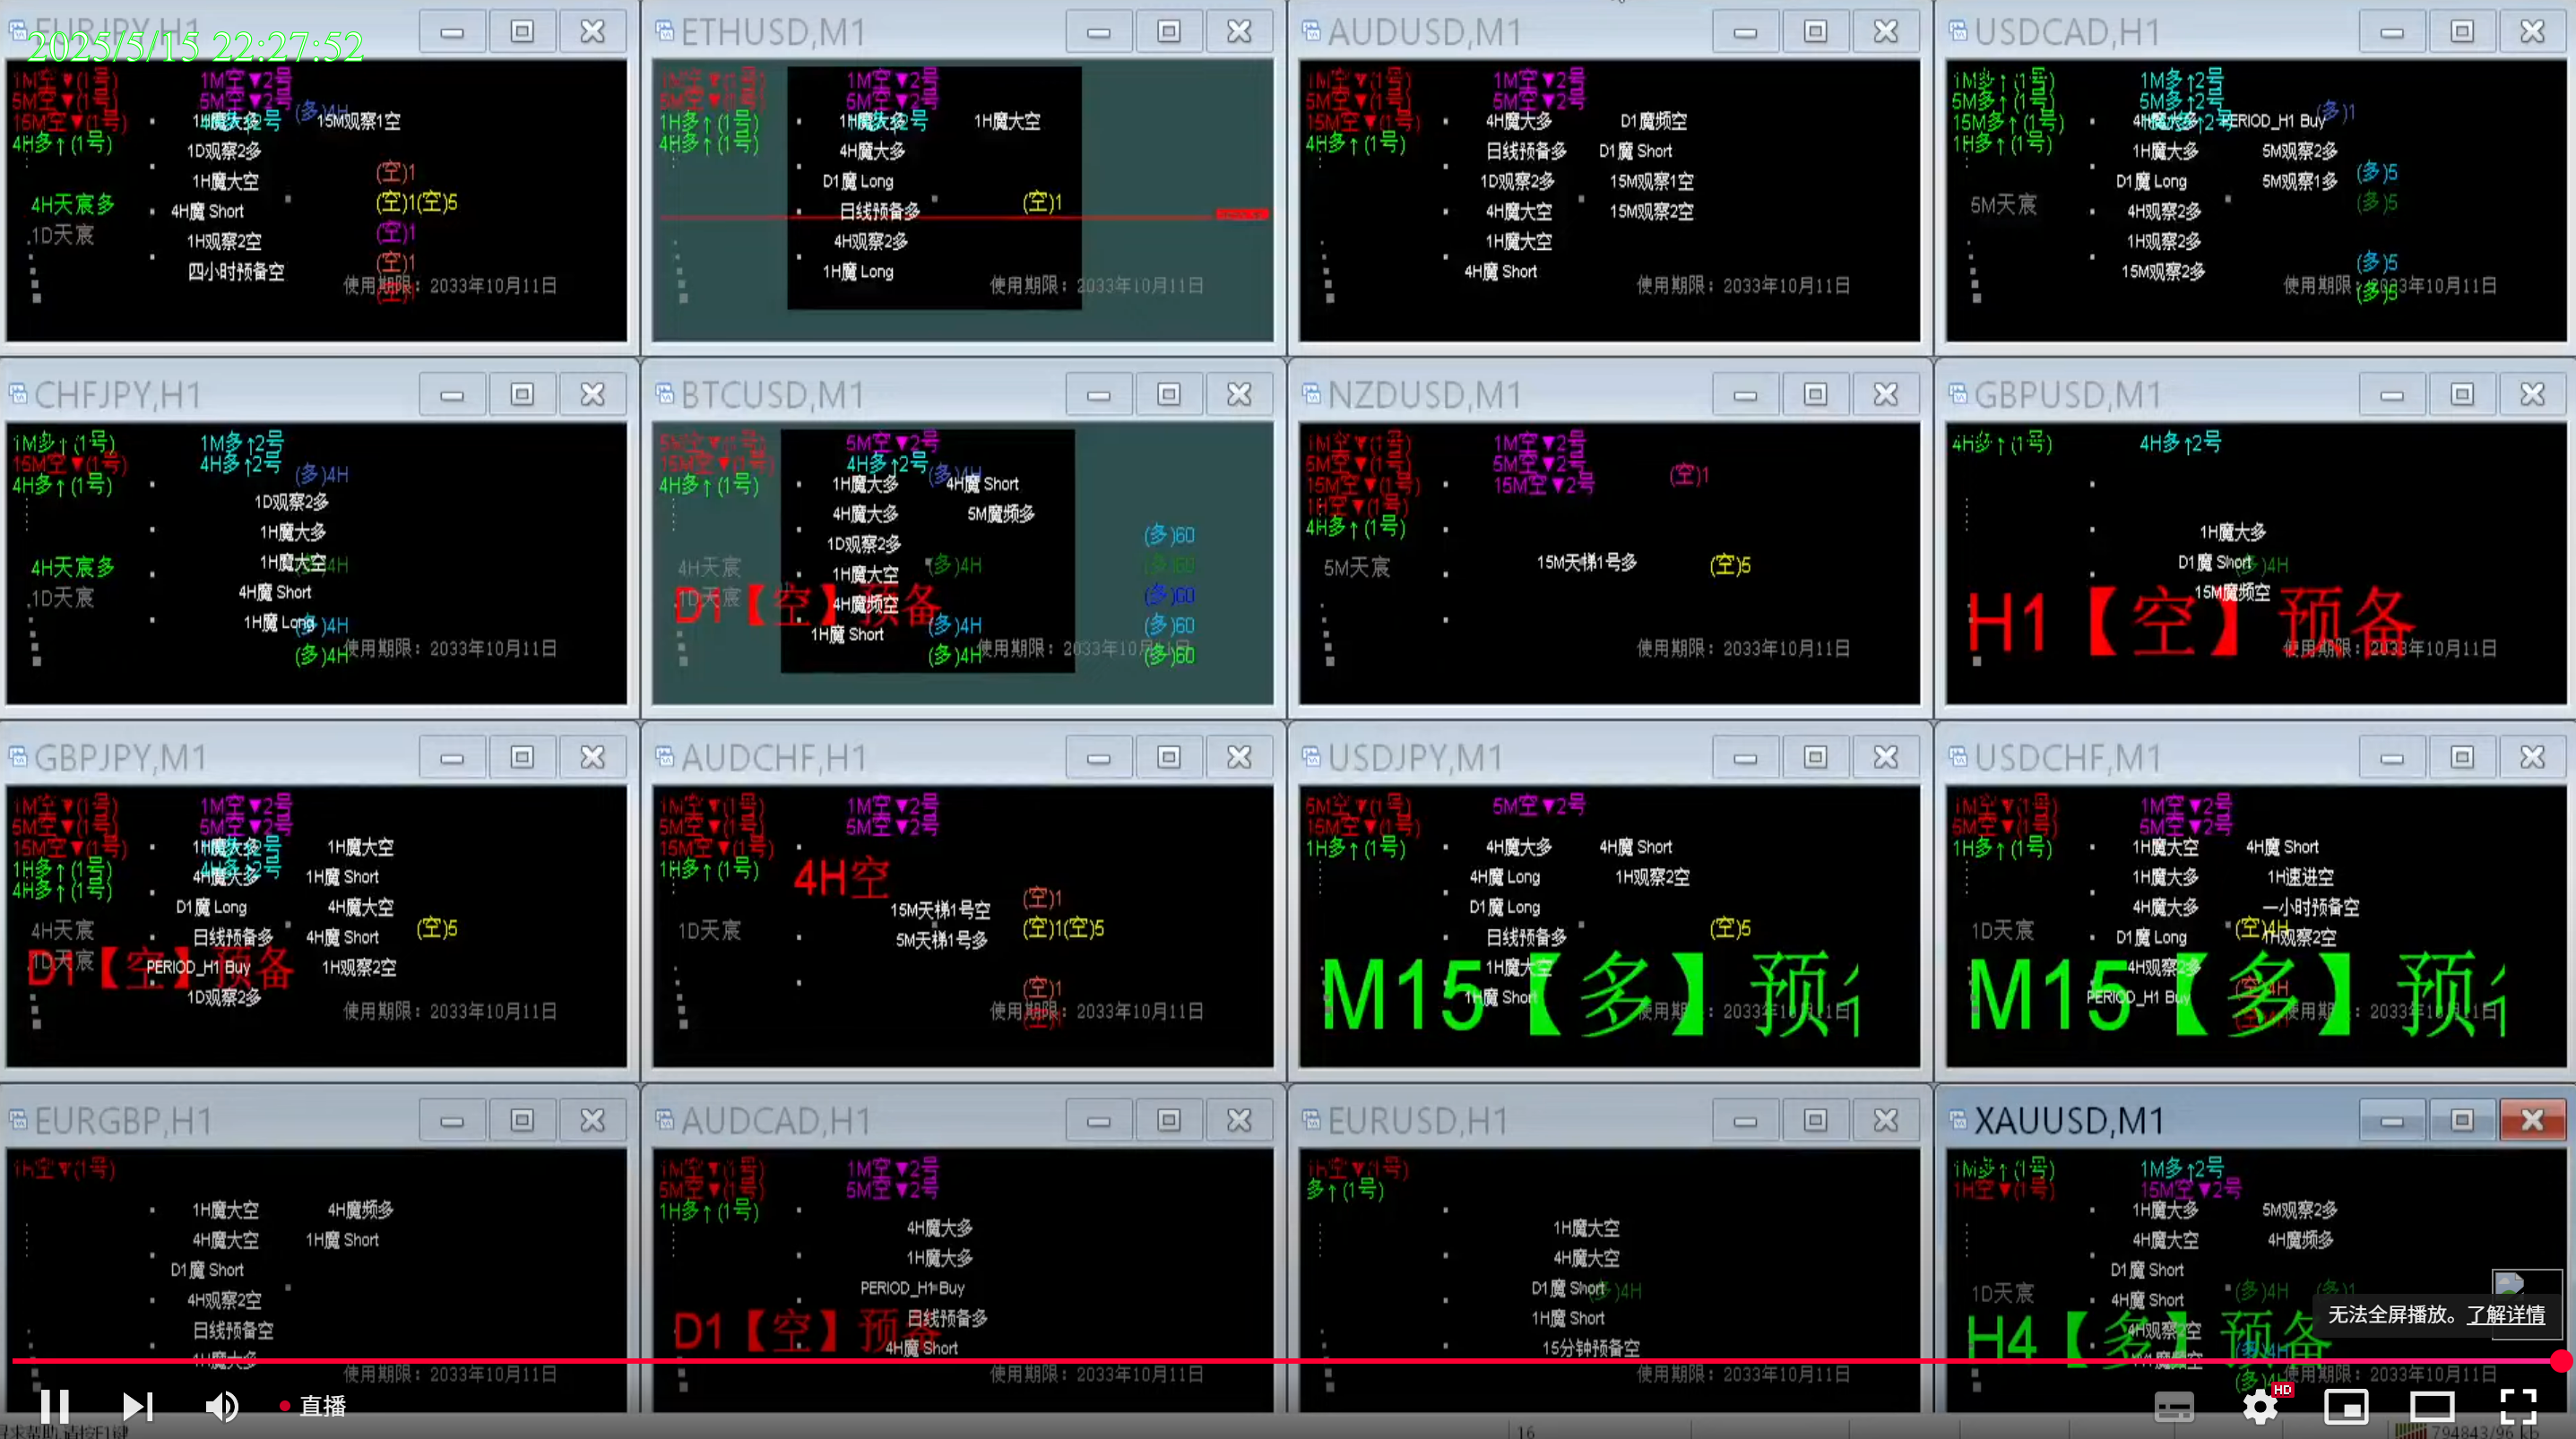 EURJPY,H1
2025/5/15 22:27:52
1M空▼(1号)
5M空▼(1号)
15M空▼(1号)
4H多↑(1号)
1M空▼2号
5M空▼2号
(多)4H
1H魔大多
15M观察1空
1D观察2多
1H魔大空
4H魔 Short
1H观察2空
四小时预备空
4H天宸多
1D天宸
(空)1
(空)1(空)5
(空)1
(空)1
使用期限：2033年10月11日
ETHUSD,M1
1M空▼(1号)
5M空▼(1号)
1H多↑(1号)
4H多↑(1号)
1M空▼2号
5M空▼2号
1H魔大多
1H魔大空
4H魔大多
D1魔 Long
日线预备多
4H观察2多
1H魔 Long
(空)1
使用期限：2033年10月11日
AUDUSD,M1
1M空▼(1号)
5M空▼(1号)
15M空▼(1号)
4H多↑(1号)
1M空▼2号
5M空▼2号
4H魔大多
D1魔频空
日线预备多
D1魔 Short
1D观察2多
15M观察1空
4H魔大空
15M观察2空
1H魔大空
4H魔 Short
使用期限：2033年10月11日
USDCAD,H1
1M多↑(1号)
5M多↑(1号)
15M多↑(1号)
1H多↑(1号)
1M多↑2号
5M多↑2号
(多)1
4H魔大多
PERIOD_H1 Buy
1H魔大多
5M观察2多
D1魔 Long
5M观察1多
4H观察2多
1H观察2多
15M观察2多
5M天宸
(多)5
(多)5
(多)5
(多)5
使用期限：2033年10月11日
CHFJPY,H1
1M多↑(1号)
15M空▼(1号)
4H多↑(1号)
1M多↑2号
4H多↑2号
(多)4H
1D观察2多
1H魔大多
1H魔大空
4H魔 Short
1H魔 Long
4H天宸多
1D天宸
(多)4H
(多)4H
使用期限：2033年10月11日
BTCUSD,M1
5M空▼(1号)
15M空▼(1号)
4H多↑(1号)
5M空▼2号
4H多↑2号
(多)4H
1H魔大多
4H魔 Short
4H魔大多
5M魔频多
1D观察2多
1H魔大空
4H魔频空
1H魔 Short
4H天宸
1D天宸
D1【空】预备
(多)4H
(多)4H
(多)4H
(多)60
(多)60
(多)60
(多)60
(多)60
使用期限：2033年10月11日
NZDUSD,M1
1M空▼(1号)
5M空▼(1号)
15M空▼(1号)
1H空▼(1号)
4H多↑(1号)
1M空▼2号
5M空▼2号
15M空▼2号
(空)1
15M天梯1号多
(空)5
5M天宸
使用期限：2033年10月11日
GBPUSD,M1
4H多↑(1号)
4H多↑2号
1H魔大多
D1魔 Short
15M魔频空
(多)4H
H1【空】预备
使用期限：2033年10月11日
GBPJPY,M1
1M空▼(1号)
5M空▼(1号)
15M空▼(1号)
1H多↑(1号)
4H多↑(1号)
1M空▼2号
5M空▼2号
1H魔大多
1H魔大空
4H魔大多
1H魔 Short
D1魔 Long
4H魔大空
日线预备多
4H魔 Short
PERIOD_H1 Buy
1H观察2空
1D观察2多
(空)5
4H天宸
1D天宸
D1【空】预备
使用期限：2033年10月11日
AUDCHF,H1
1M空▼(1号)
5M空▼(1号)
15M空▼(1号)
1H多↑(1号)
1M空▼2号
5M空▼2号
4H空
15M天梯1号空
5M天梯1号多
1D天宸
(空)1
(空)1(空)5
(空)1
使用期限：2033年10月11日
USDJPY,M1
5M空▼(1号)
15M空▼(1号)
1H多↑(1号)
5M空▼2号
4H魔大多
4H魔 Short
4H魔 Long
1H观察2空
D1魔 Long
日线预备多
1H魔大空
1H魔 Short
(空)5
M15【多】预
使用期限：2033年10月11日
USDCHF,M1
1M空▼(1号)
5M空▼(1号)
1H多↑(1号)
1M空▼2号
5M空▼2号
1H魔大空
4H魔 Short
1H魔大多
1H速进空
4H魔大多
一小时预备空
D1魔 Long
1H观察2空
4H观察2多
PERIOD_H1 Buy
(空)4H
1D天宸
M15【多】预
使用期限：2033年10月11日
EURGBP,H1
1H空▼(1号)
1H魔大空
4H魔频多
4H魔大空
1H魔 Short
D1魔 Short
4H观察2空
日线预备空
1H魔大多
使用期限：2033年10月11日
AUDCAD,H1
1M空▼(1号)
5M空▼(1号)
1H多↑(1号)
1M空▼2号
5M空▼2号
4H魔大多
1H魔大多
PERIOD_H1 Buy
日线预备多
4H魔 Short
D1【空】预备
使用期限：2033年10月11日
EURUSD,H1
1H空▼(1号)
多↑(1号)
1H魔大空
4H魔大空
D1魔 Short
(多)4H
1H魔 Short
15分钟预备空
使用期限：2033年10月11日
XAUUSD,M1
1M多↑(1号)
1H空▼(1号)
1M多↑2号
15M空▼2号
1H魔大多
5M观察2多
4H魔大空
4H魔频多
D1魔 Short
4H魔 Short
4H观察2空
(多)4H
(多)1
1D天宸
H4【多】预备
使用期限：2033年10月11日
无法全屏播放。了解详情
直播
HD
16
794843/96 kb